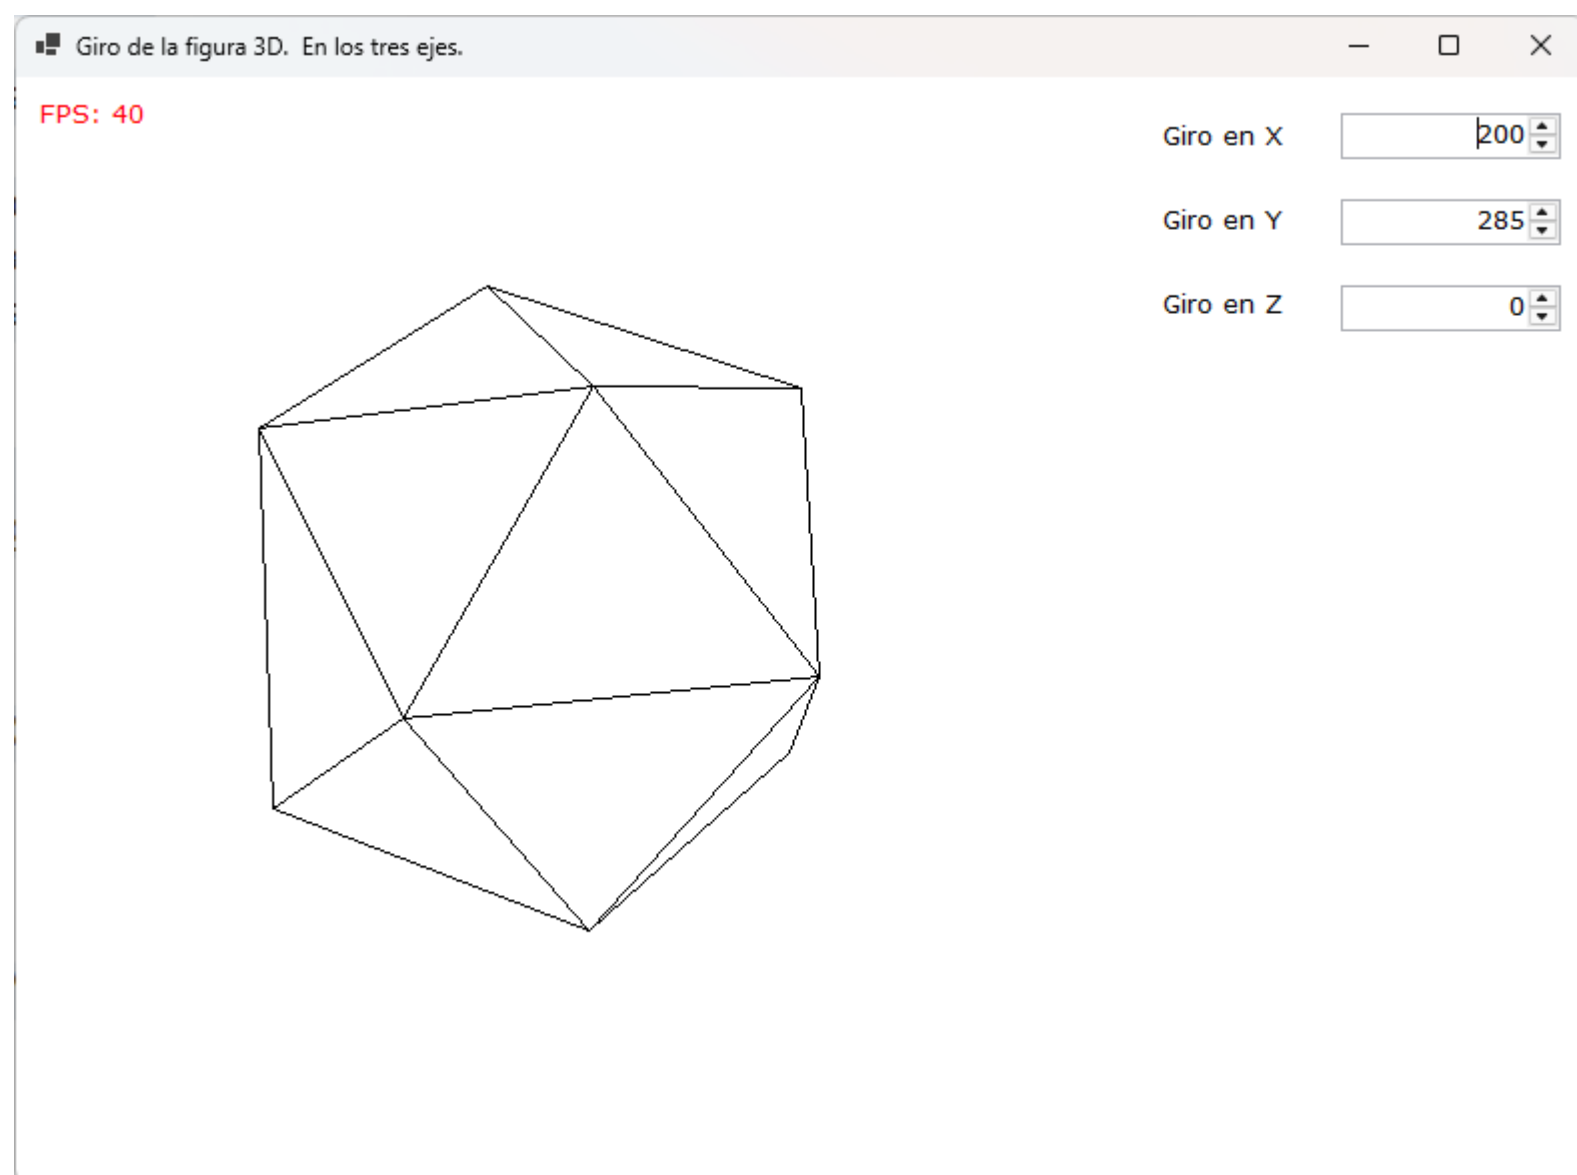 Giro de la figura 3D.  En los tres ejes.
FPS: 40
Giro en X 200
Giro en Y 285
Giro en Z 0